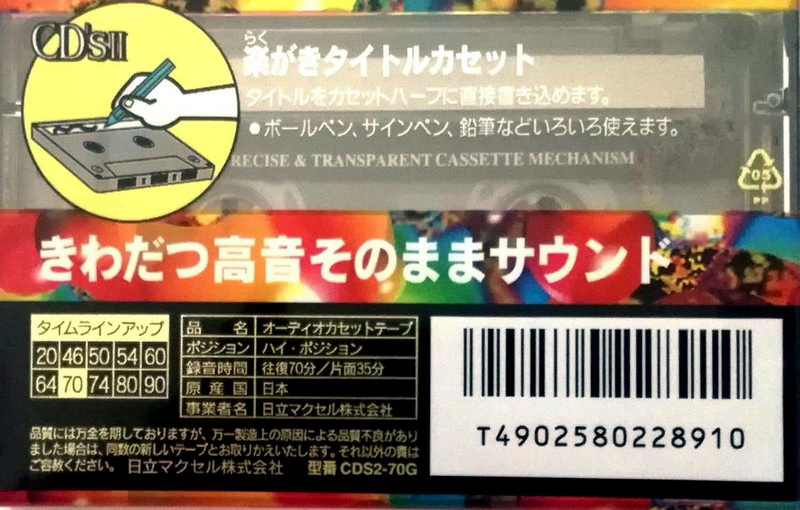 CD'sII
らく
楽がきタイトルカセット
タイトルをカセットハーフに直接書き込めます。
●ボールペン、サインペン、鉛筆などいろいろ使えます。
RECISE & TRANSPARENT CASSETTE MECHANISM
05
PP
きわだつ高音そのままサウンド
タイムラインアップ
20 46 50 54 60
64 70 74 80 90
品名 オーディオカセットテープ
ポジション ハイ・ポジション
録音時間 往復70分/片面35分
原産国 日本
事業者名 日立マクセル株式会社
品質には万全を期しておりますが、万一製造上の原因による品質不良があり
ました場合は、同数の新しいテープとお取りかえいたします。それ以外の責は
ご容赦ください。 日立マクセル株式会社 型番 CDS2-70G
T4902580228910